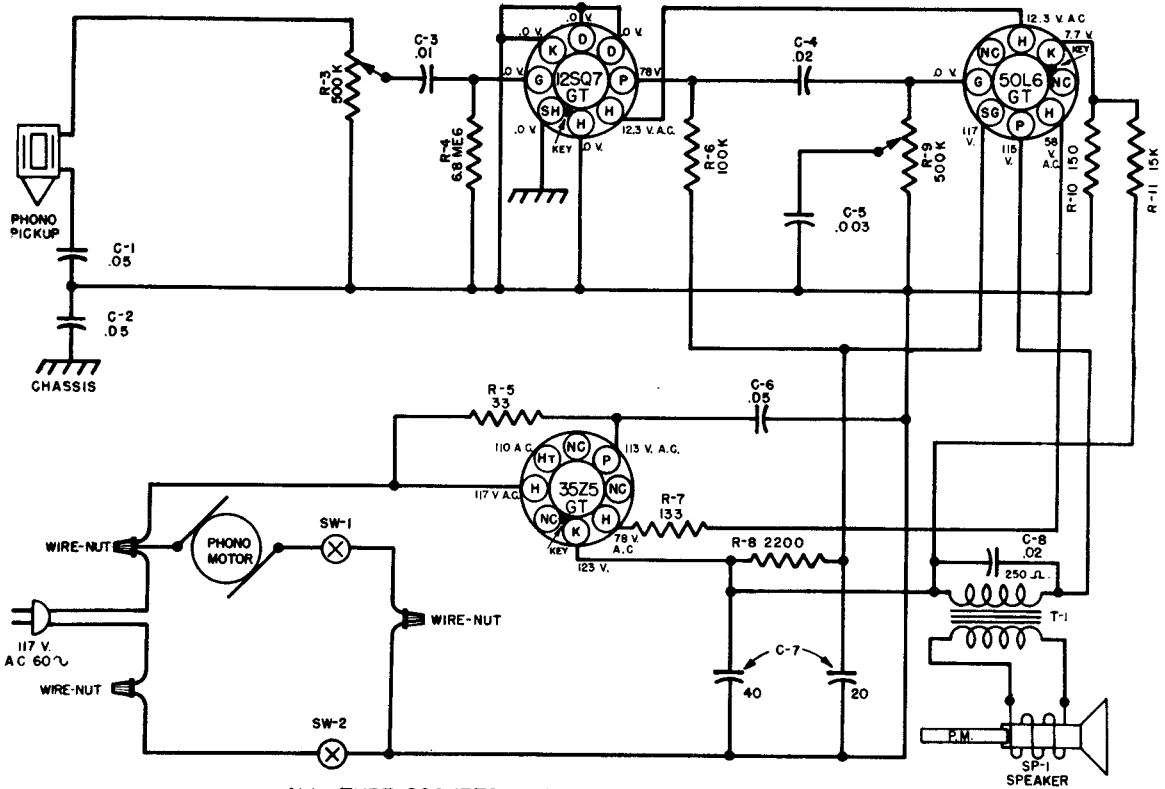 C-3
.01
R-3
500 K
.0 V.
.0 V.
.0 V.
K
D
D
.0 V.
G
12SQ7
GT
P
78 V
SH
H
H
KEY
.0 V.
.0 V.
12.3 V. A.C.
R-4
6.8 MEG
C-4
.02
R-6
100K
.0 V.
12.3 V. A C
7.7 V.
KEY
NC
H
K
G
50L6
GT
NC
SG
P
H
117
V.
115
V.
58
V.
A.C.
R-9
500K
C-5
.003
R-10 150
R-11 15K
PHONO
PICKUP
C-1
.05
C-2
.05
CHASSIS
R-5
33
C-6
.05
110 A.C.
NC
HT
P
113 V. A.C.
117 V A.C.
H
35Z5
GT
NC
NC
K
H
KEY
78 V.
A.C
123 V.
R-7
133
R-8 2200
C-8
.02
250 Ω.
T-1
WIRE-NUT
PHONO
MOTOR
SW-1
WIRE-NUT
117 V.
A C 60~
WIRE-NUT
SW-2
C-7
40
20
P.M.
SP-1
SPEAKER